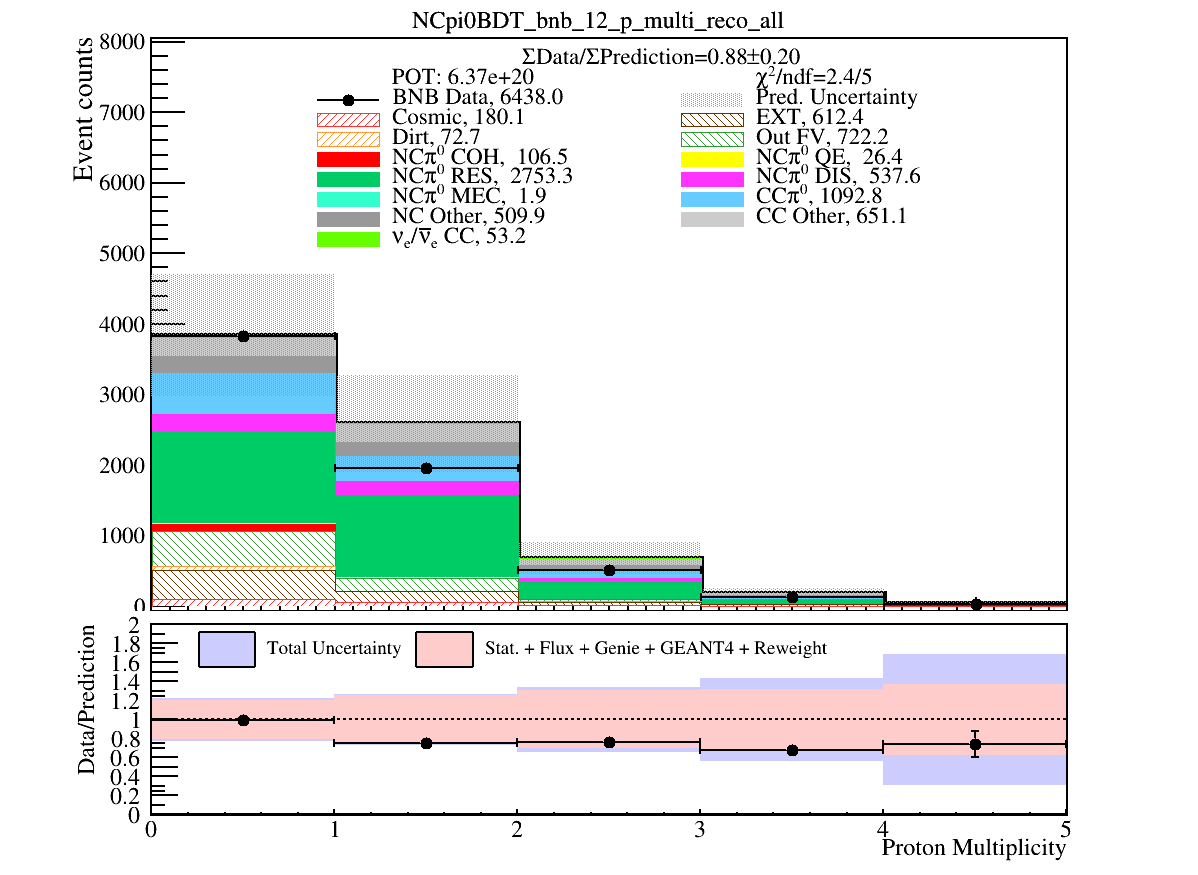 NCpi0BDT_bnb_12_p_multi_reco_all
ΣData/ΣPrediction=0.88±0.20
POT: 6.37e+20 χ²/ndf=2.4/5
BNB Data, 6438.0 Pred. Uncertainty
Cosmic, 180.1 EXT, 612.4
Dirt, 72.7 Out FV, 722.2
NCπ⁰ COH, 106.5 NCπ⁰ QE, 26.4
NCπ⁰ RES, 2753.3 NCπ⁰ DIS, 537.6
NCπ⁰ MEC, 1.9 CCπ⁰, 1092.8
NC Other, 509.9 CC Other, 651.1
νₑ/ν̅ₑ CC, 53.2
Event counts
8000
7000
6000
5000
4000
3000
2000
1000
0
Total Uncertainty Stat. + Flux + Genie + GEANT4 + Reweight
Data/Prediction
2
1.8
1.6
1.4
1.2
1
0.8
0.6
0.4
0.2
0
0 1 2 3 4 5
Proton Multiplicity